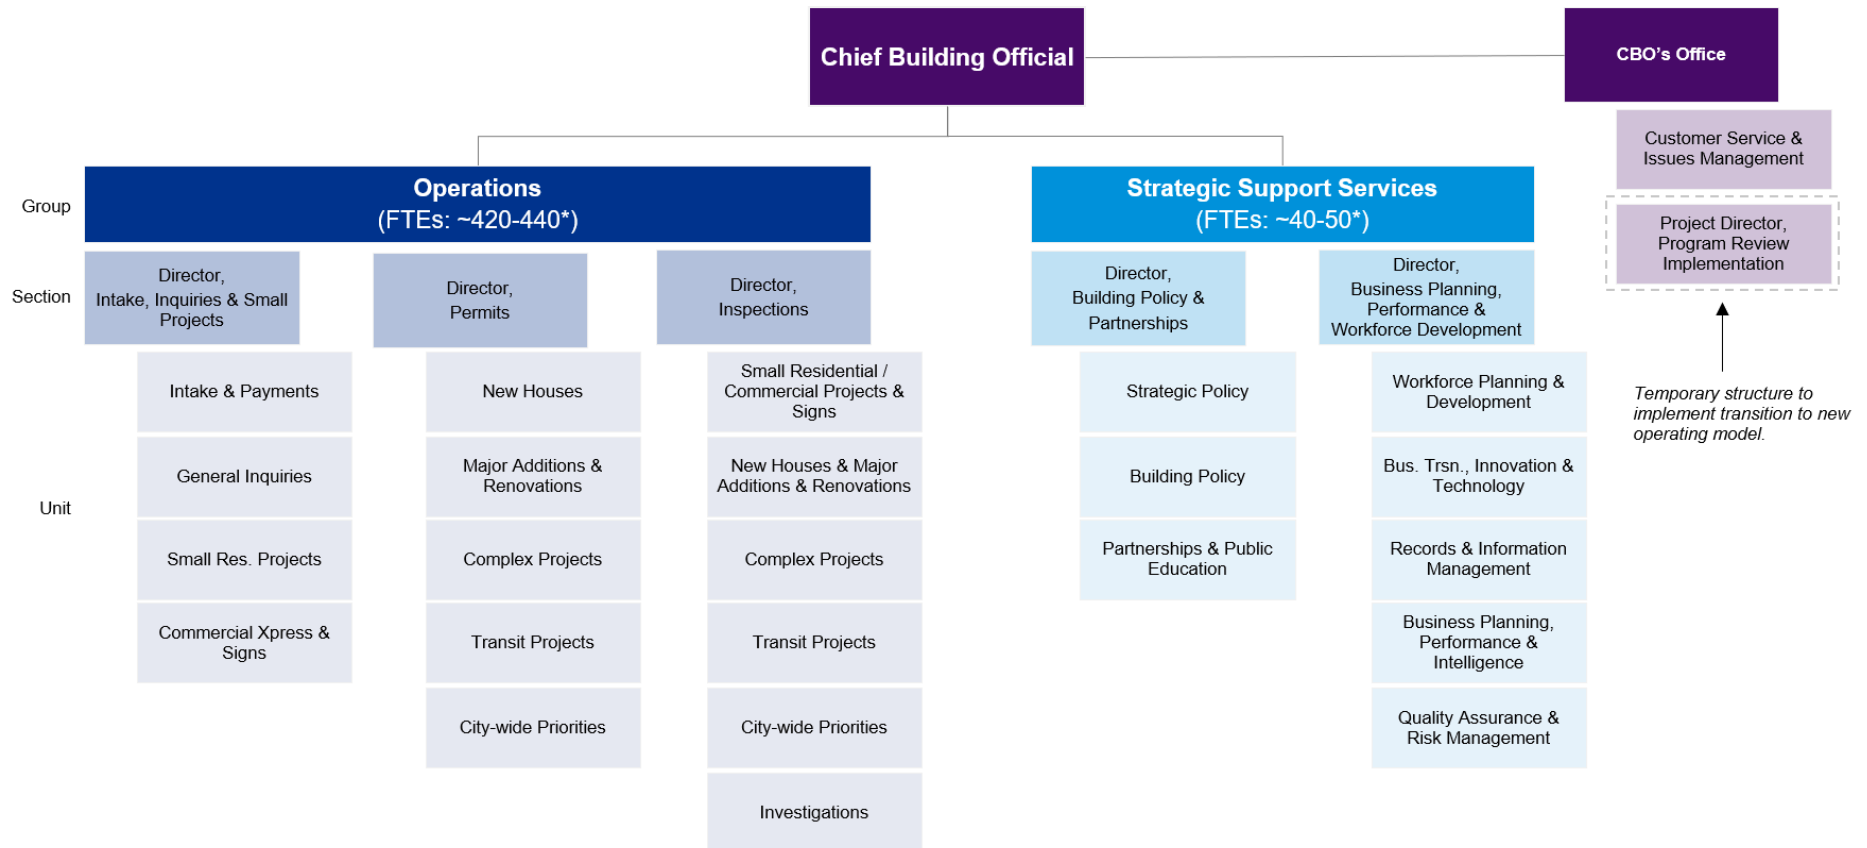 Chief Building Official
CBO's Office
Customer Service &
Issues Management
Project Director,
Program Review
Implementation
Temporary structure to
implement transition to new
operating model.
Group
Operations
(FTEs: ~420-440*)
Strategic Support Services
(FTEs: ~40-50*)
Section
Director,
Intake, Inquiries & Small
Projects
Director,
Permits
Director,
Inspections
Director,
Building Policy &
Partnerships
Director,
Business Planning,
Performance &
Workforce Development
Unit
Intake & Payments
General Inquiries
Small Res. Projects
Commercial Xpress &
Signs
New Houses
Major Additions &
Renovations
Complex Projects
Transit Projects
City-wide Priorities
Small Residential /
Commercial Projects &
Signs
New Houses & Major
Additions & Renovations
Complex Projects
Transit Projects
City-wide Priorities
Investigations
Strategic Policy
Building Policy
Partnerships & Public
Education
Workforce Planning &
Development
Bus. Trsn., Innovation &
Technology
Records & Information
Management
Business Planning,
Performance &
Intelligence
Quality Assurance &
Risk Management